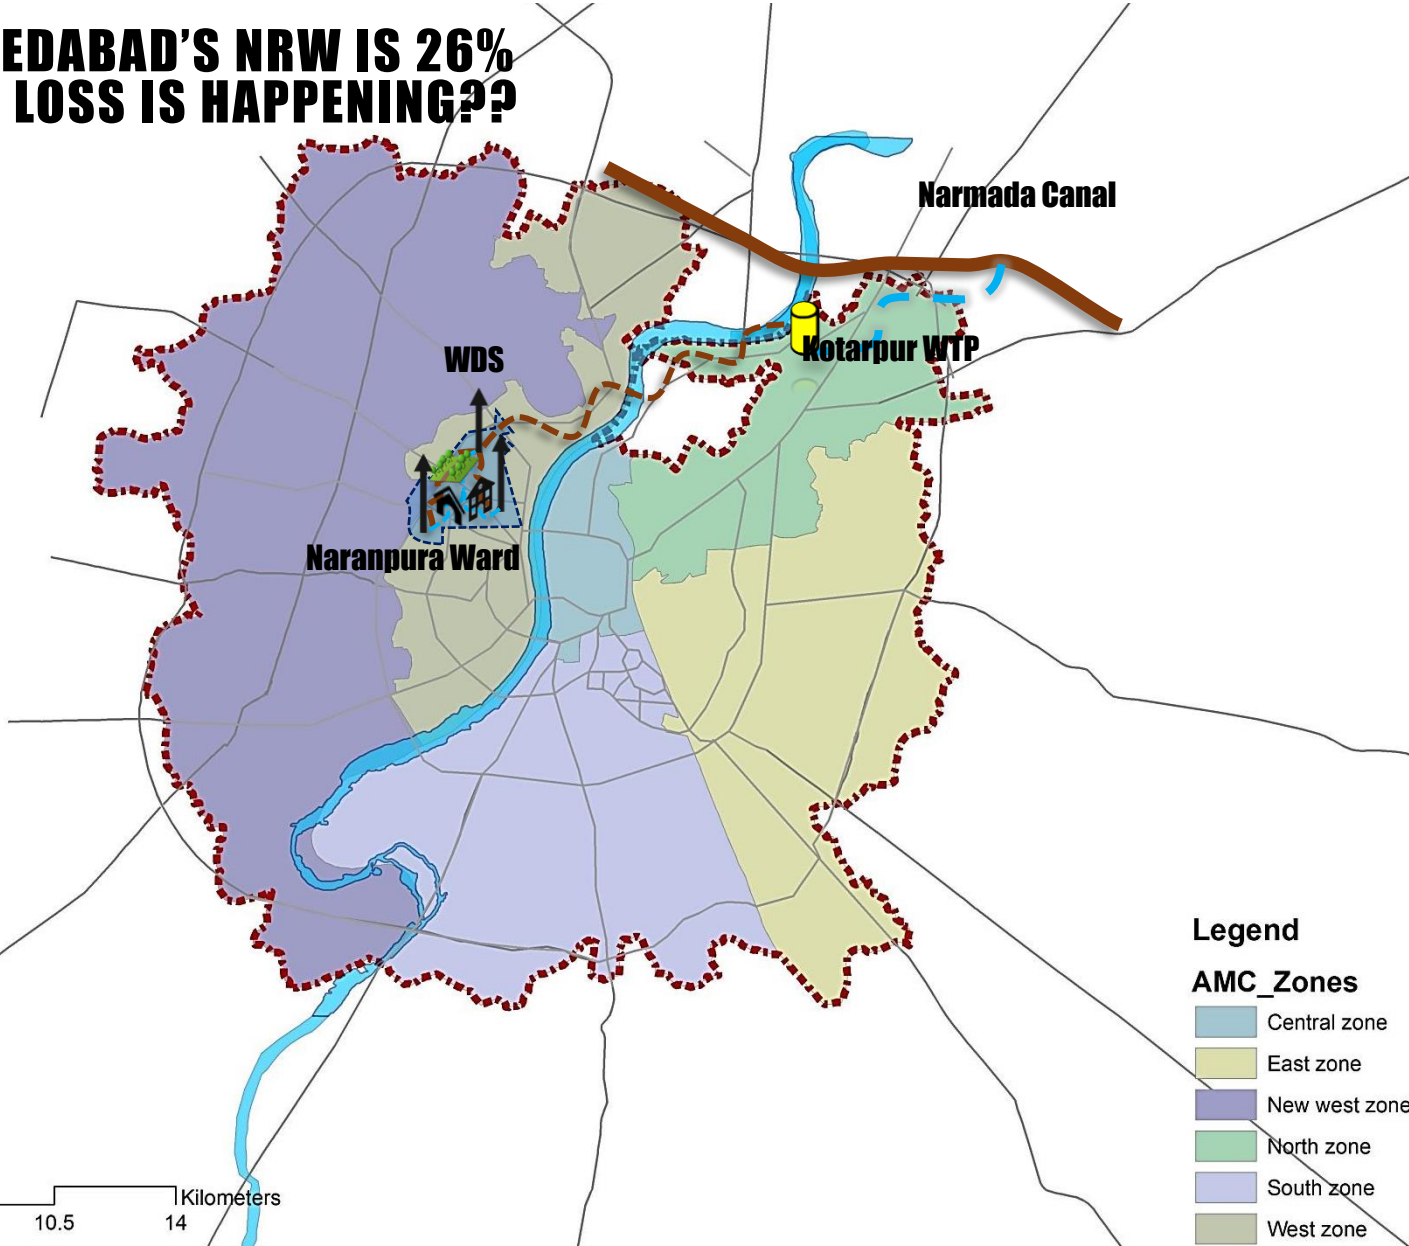 EDABAD'S NRW IS 26%
LOSS IS HAPPENING??
Narmada Canal
Kotarpur WTP
WDS
Naranpura Ward
Legend
AMC_Zones
Central zone
East zone
New west zone
North zone
South zone
West zone
Kilometers
10.5 14